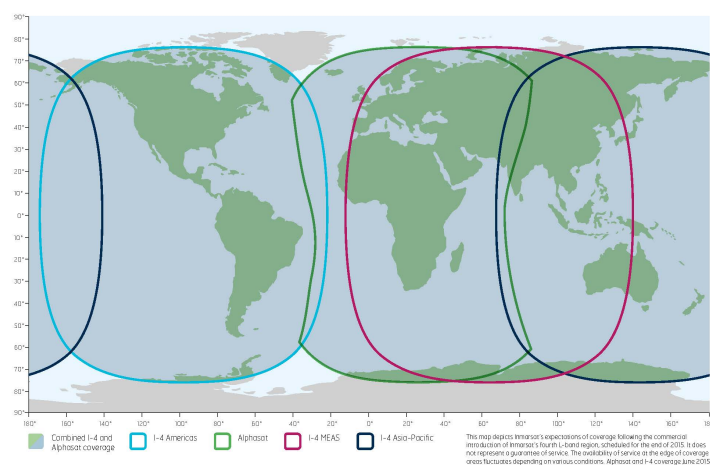 90°
80°
70°
60°
50°
40°
30°
20°
10°
0°
10°
20°
30°
40°
50°
60°
70°
80°
90°
180° 160° 140° 120° 100° 80° 60° 40° 20° 0° 20° 40° 60° 80° 100° 120° 140° 160° 18
Combined I-4 and
Alphasat coverage
I-4 Americas
Alphasat
I-4 MEAS
I-4 Asia-Pacific
This map depicts Inmarsat's expectations of coverage following the commercial
introduction of Inmarsat's fourth L-band region, scheduled for the end of 2015. It does
not represent a guarantee of service. The availability of service at the edge of coverage
areas fluctuates depending on various conditions. Alphasat and I-4 coverage June 2015